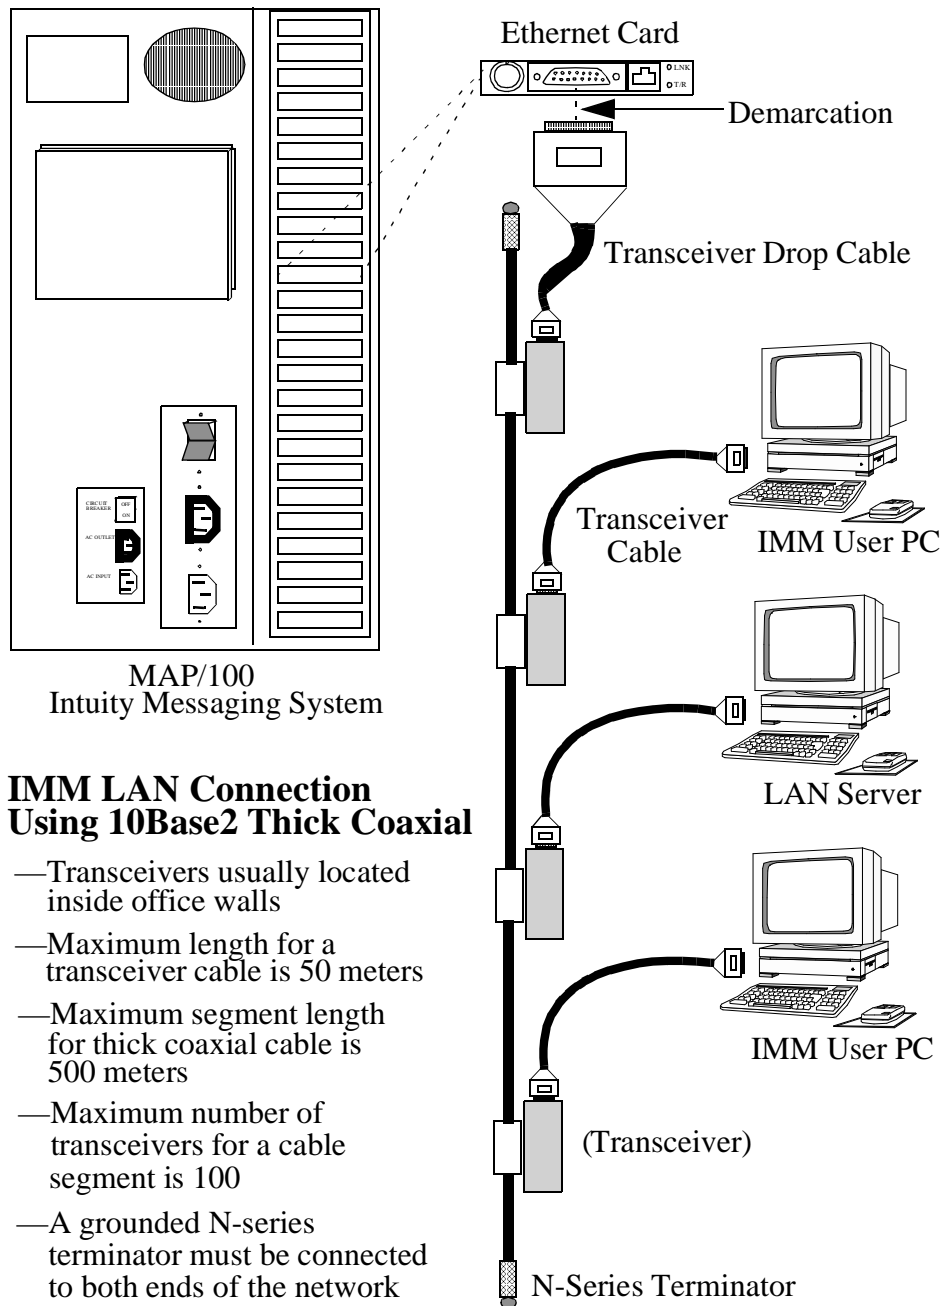 Ethernet Card
LNK
T/R
Demarcation
Transceiver Drop Cable
CIRCUIT
BREAKER
OFF
ON
AC OUTLET
AC INPUT
Transceiver
Cable
IMM User PC
MAP/100
Intuity Messaging System
LAN Server
IMM LAN Connection
Using 10Base2 Thick Coaxial
—Transceivers usually located
inside office walls
—Maximum length for a
transceiver cable is 50 meters
—Maximum segment length
for thick coaxial cable is
500 meters
—Maximum number of
transceivers for a cable
segment is 100
—A grounded N-series
terminator must be connected
to both ends of the network
IMM User PC
(Transceiver)
N-Series Terminator